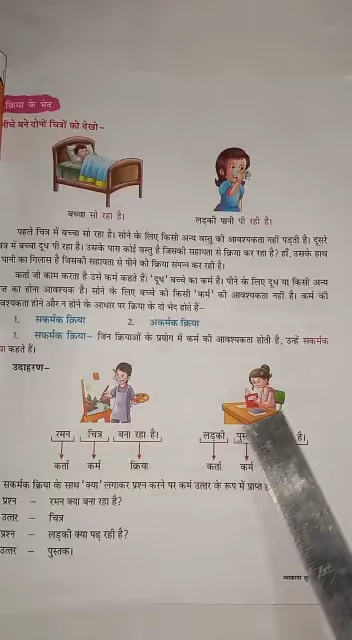 क्रिया के भेद
नीचे बने दोनों चित्रों को देखो–
बच्चा सो रहा है।
लड़की पानी पी रही है।
पहले चित्र में बच्चा सो रहा है। सोने के लिए किसी अन्य वस्तु की आवश्यकता नहीं पड़ती है। दूसरे
चित्र में बच्चा दूध पी रहा है। उसके पास कोई वस्तु है जिसकी सहायता से क्रिया कर रहा है? हाँ, उसके हाथ
पानी का गिलास है जिसकी सहायता से पीने की क्रिया संपन्न कर रही है।
कर्ता जो काम करता है उसे कर्म कहते हैं। 'दूध' बच्चे का कर्म है। पीने के लिए दूध या किसी अन्य
ज का होना आवश्यक है। सोने के लिए बच्चे को किसी 'कर्म' को आवश्यकता नहीं है। कर्म की
वश्यकता होने और न होने के आधार पर क्रिया के दो भेद होते हैं–
1. सकर्मक क्रिया 2. अकर्मक क्रिया
1. सकर्मक क्रिया– जिन क्रियाओं के प्रयोग में कर्म की आवश्यकता होती है, उन्हें सकर्मक
या कहते हैं।
उदाहरण–
रमन चित्र बना रहा है। लड़की पुस् है।
कर्ता कर्म क्रिया कर्ता कर्म
सकर्मक क्रिया के साथ 'क्या' लगाकर प्रश्न करने पर कर्म उत्तर के रूप में प्राप्त
प्रश्न – रमन क्या बना रहा है?
उत्तर – चित्र
प्रश्न – लड़की क्या पढ़ रही है?
उत्तर – पुस्तक।
व्याकरण